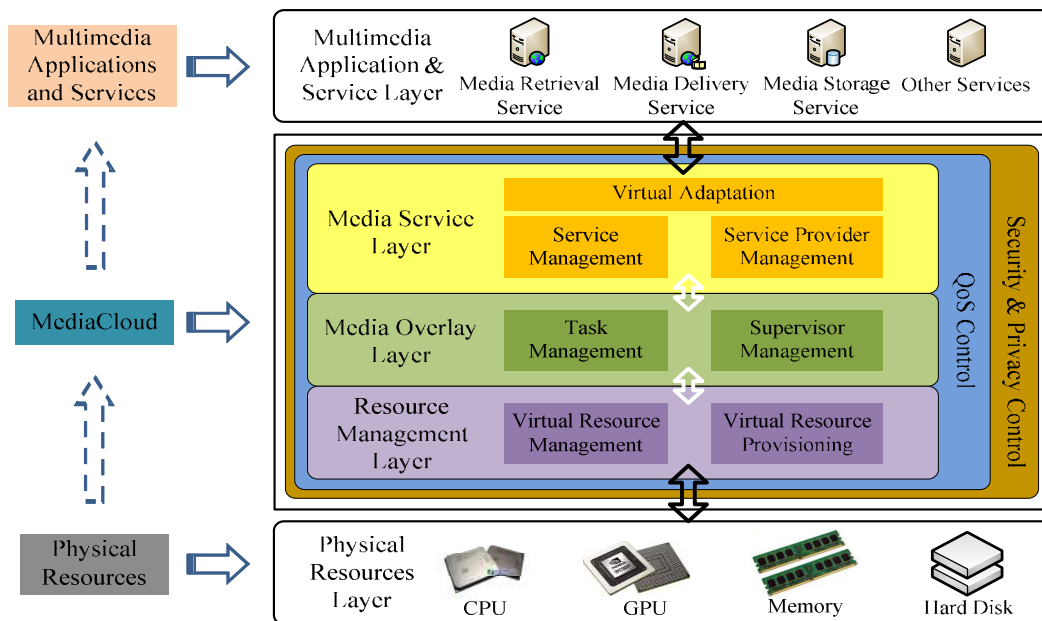 Multimedia
Applications
and Services
Multimedia
Application &
Service Layer
Media Retrieval
Service
Media Delivery
Service
Media Storage
Service
Other Services
MediaCloud
Media Service
Layer
Virtual Adaptation
Service
Management
Service Provider
Management
Media Overlay
Layer
Task
Management
Supervisor
Management
Resource
Management
Layer
Virtual Resource
Management
Virtual Resource
Provisioning
QoS Control
Security & Privacy Control
Physical
Resources
Physical
Resources
Layer
CPU
GPU
Memory
Hard Disk